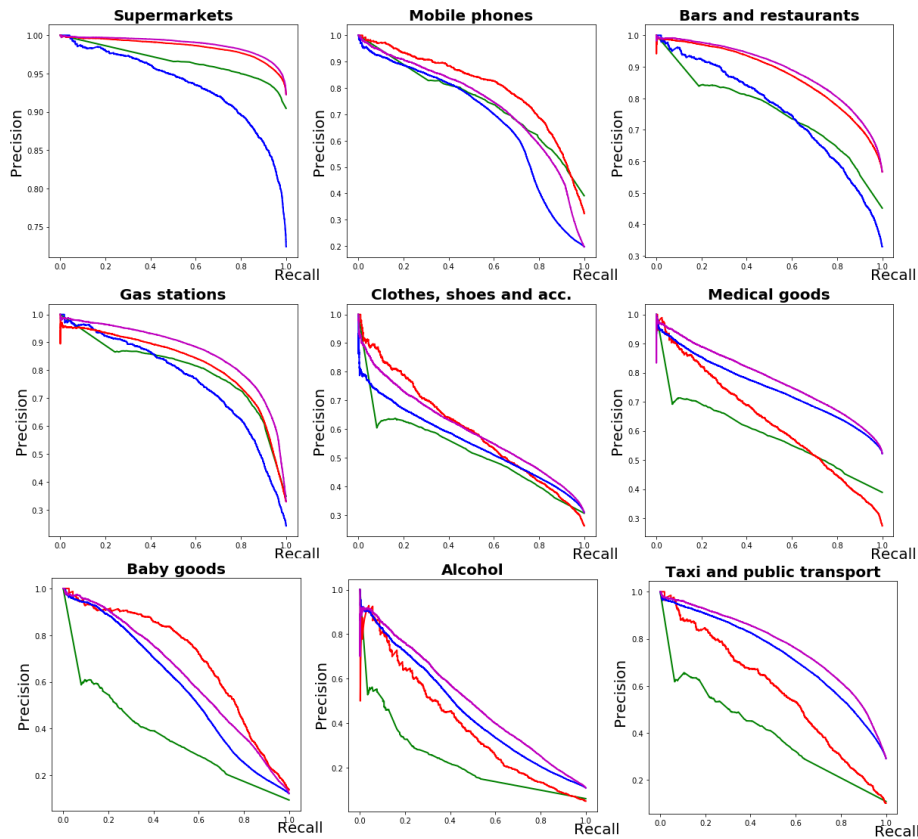 Supermarkets
Precision
1.00
0.95
0.90
0.85
0.80
0.75
0.0 0.2 0.4 0.6 0.8 1.0
Recall
Mobile phones
Precision
1.0
0.9
0.8
0.7
0.6
0.5
0.4
0.3
0.2
0.0 0.2 0.4 0.6 0.8 1.0
Recall
Bars and restaurants
Precision
1.0
0.9
0.8
0.7
0.6
0.5
0.4
0.3
0.0 0.2 0.4 0.6 0.8 1.0
Recall
Gas stations
Precision
1.0
0.9
0.8
0.7
0.6
0.5
0.4
0.3
0.0 0.2 0.4 0.6 0.8 1.0
Recall
Clothes, shoes and acc.
Precision
1.0
0.9
0.8
0.7
0.6
0.5
0.4
0.3
0.0 0.2 0.4 0.6 0.8 1.0
Recall
Medical goods
Precision
1.0
0.9
0.8
0.7
0.6
0.5
0.4
0.3
0.0 0.2 0.4 0.6 0.8 1.0
Recall
Baby goods
Precision
1.0
0.8
0.6
0.4
0.2
0.0 0.2 0.4 0.6 0.8 1.0
Recall
Alcohol
Precision
1.0
0.8
0.6
0.4
0.2
0.0 0.2 0.4 0.6 0.8 1.0
Recall
Taxi and public transport
Precision
1.0
0.8
0.6
0.4
0.2
0.0 0.2 0.4 0.6 0.8 1.0
Recall